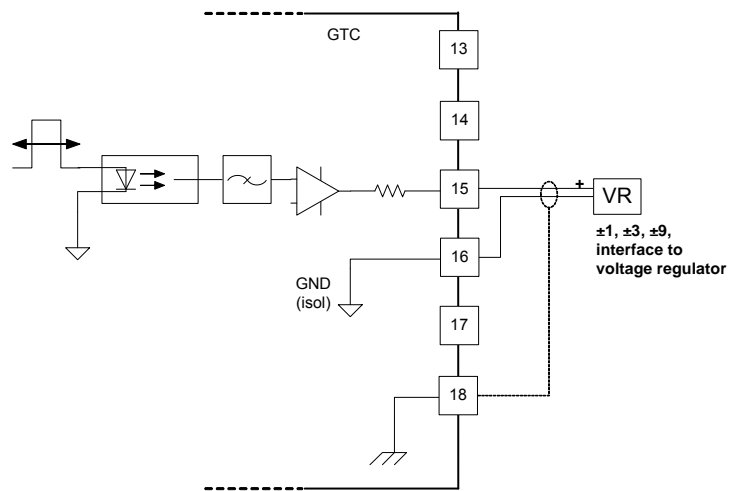 GTC
13
14
15
+
VR
±1, ±3, ±9,
interface to
voltage regulator
16
GND
(isol)
17
18